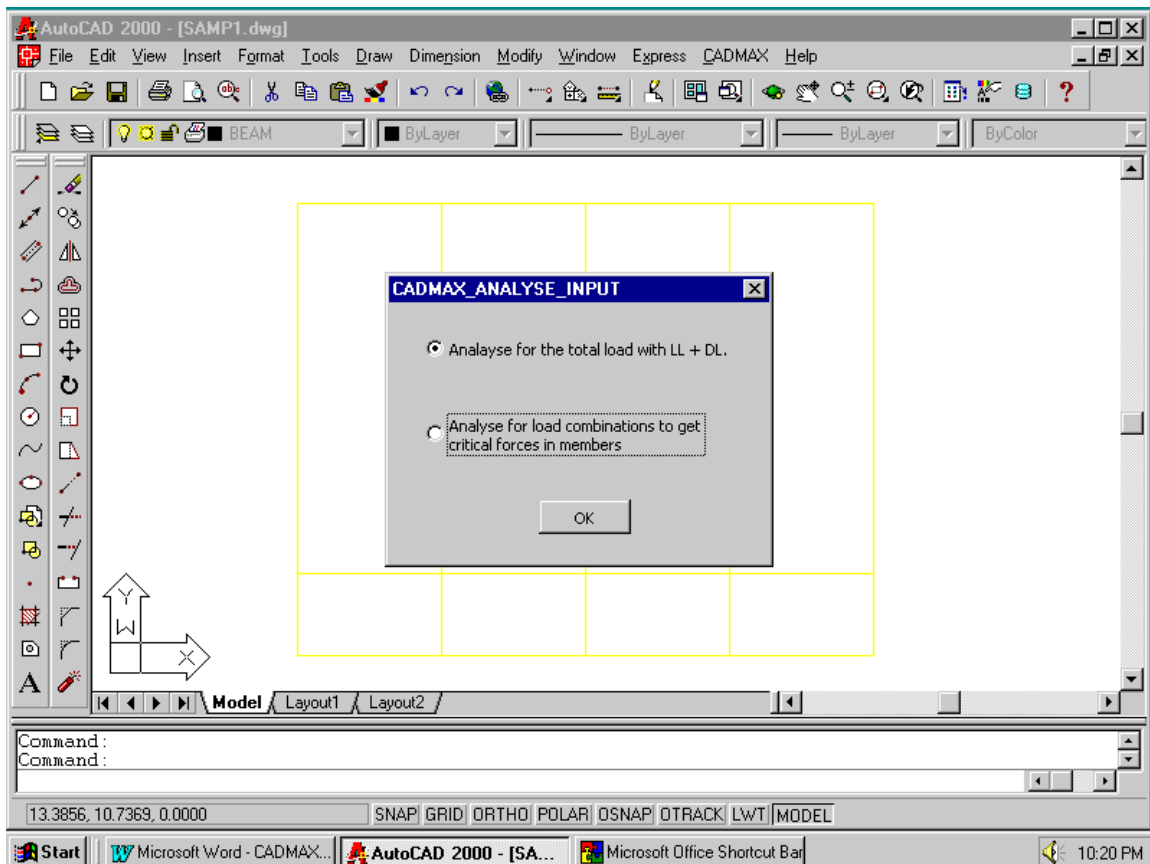 AutoCAD 2000 - [SAMP1.dwg]
File Edit View Insert Format Tools Draw Dimension Modify Window Express CADMAX Help
BEAM ByLayer ByLayer ByLayer ByColor
CADMAX_ANALYSE_INPUT
Analayse for the total load with LL + DL.
Analyse for load combinations to get
critical forces in members
OK
Y
W
X
A
Model Layout1 Layout2
Command:
Command:
13.3856, 10.7369, 0.0000 SNAP GRID ORTHO POLAR OSNAP OTRACK LWT MODEL
Start Microsoft Word - CADMAX... AutoCAD 2000 - [SA... Microsoft Office Shortcut Bar 10:20 PM